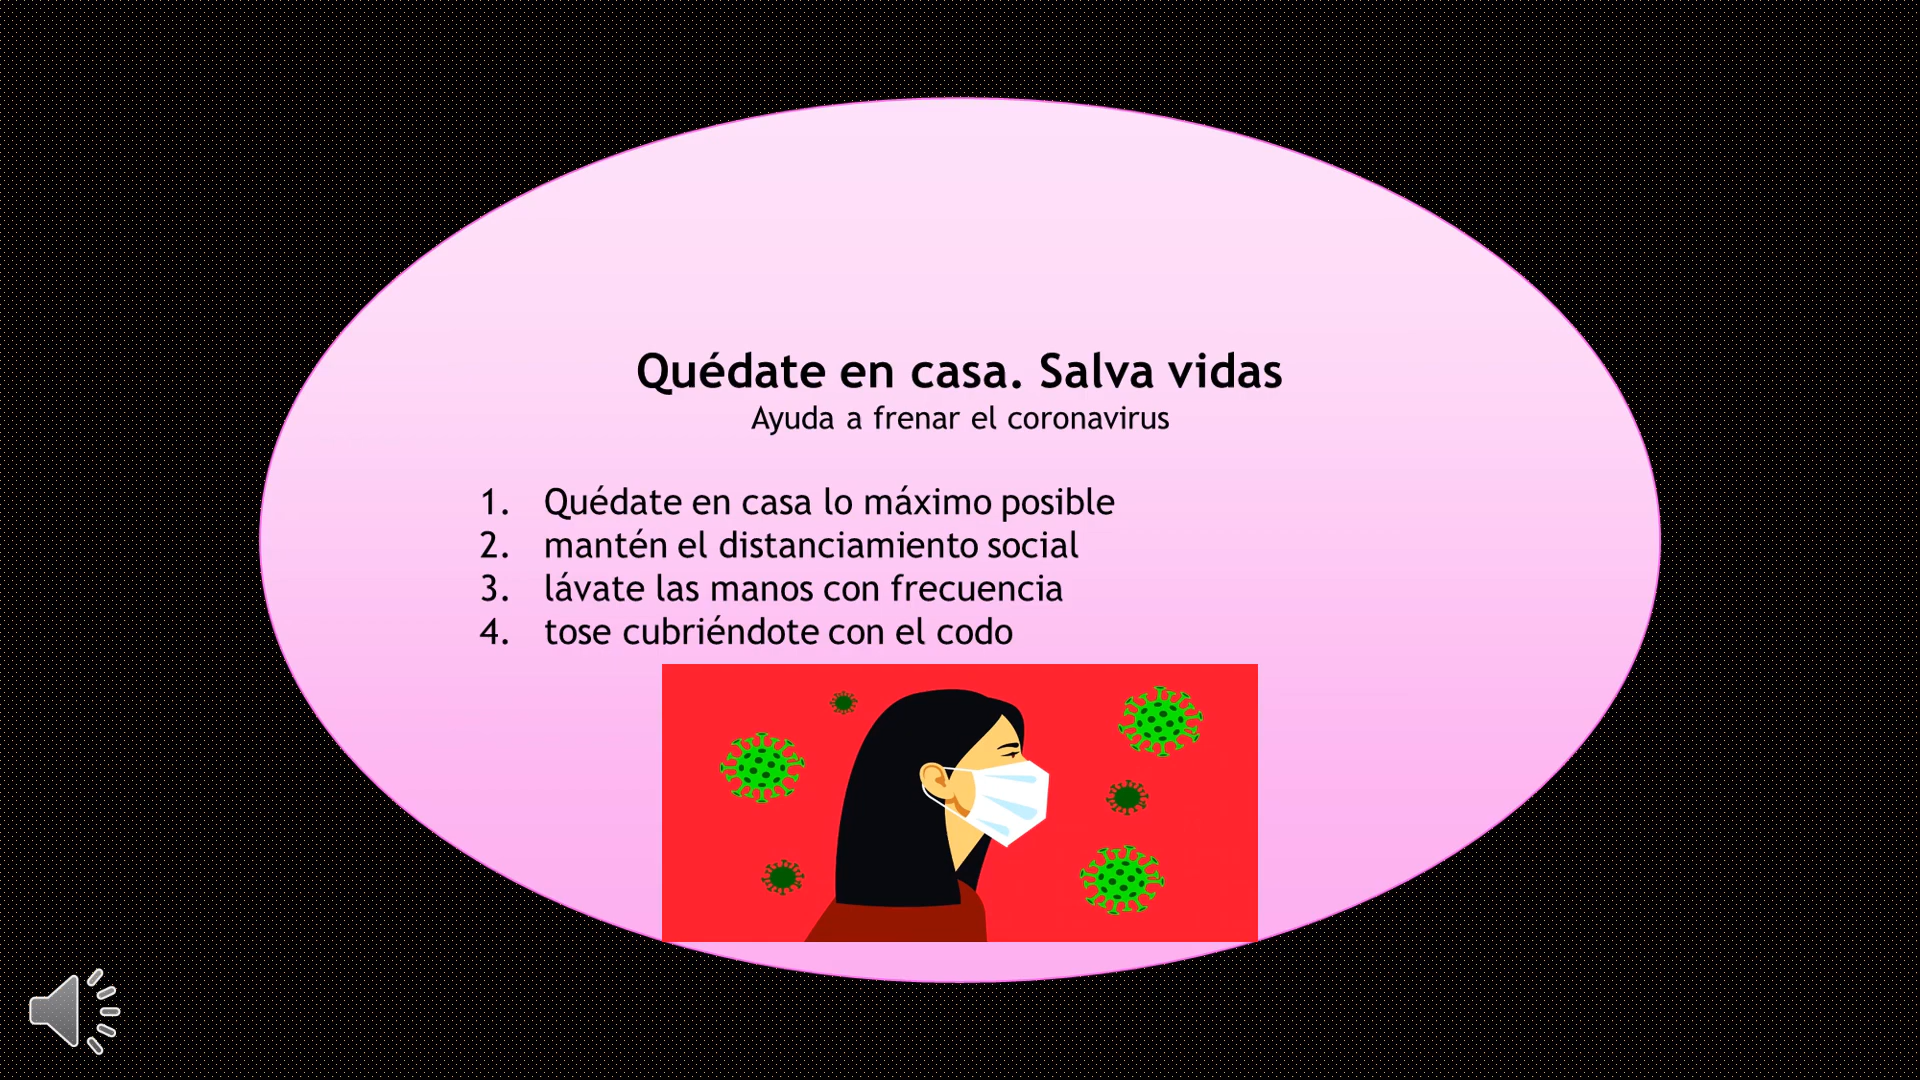 Quédate en casa. Salva vidas
Ayuda a frenar el coronavirus
1. Quédate en casa lo máximo posible
2. mantén el distanciamiento social
3. lávate las manos con frecuencia
4. tose cubriéndote con el codo